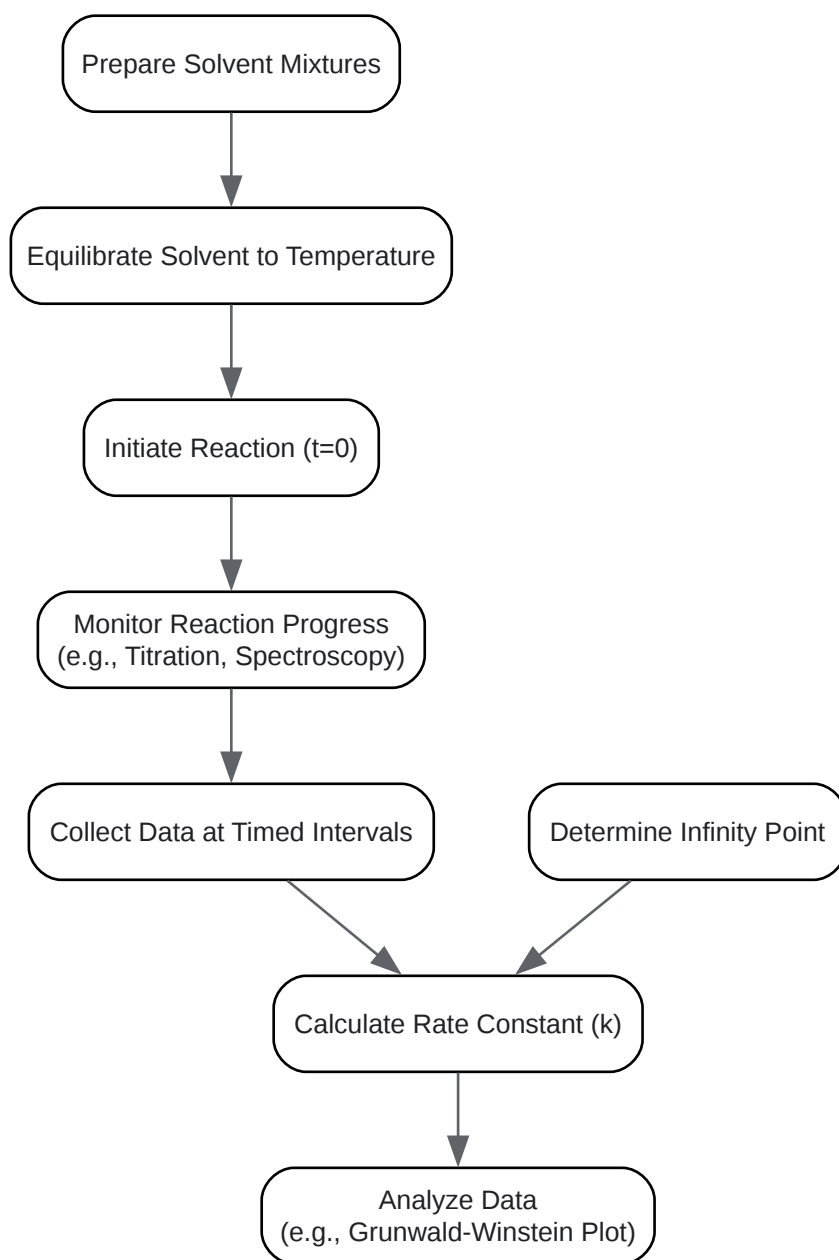 Prepare Solvent Mixtures
Equilibrate Solvent to Temperature
Initiate Reaction (t=0)
Monitor Reaction Progress
(e.g., Titration, Spectroscopy)
Collect Data at Timed Intervals
Determine Infinity Point
Calculate Rate Constant (k)
Analyze Data
(e.g., Grunwald-Winstein Plot)